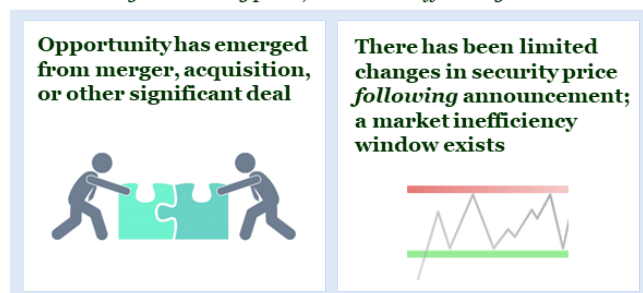 Opportunity has emerged
from merger, acquisition,
or other significant deal
There has been limited
changes in security price
following announcement;
a market inefficiency
window exists